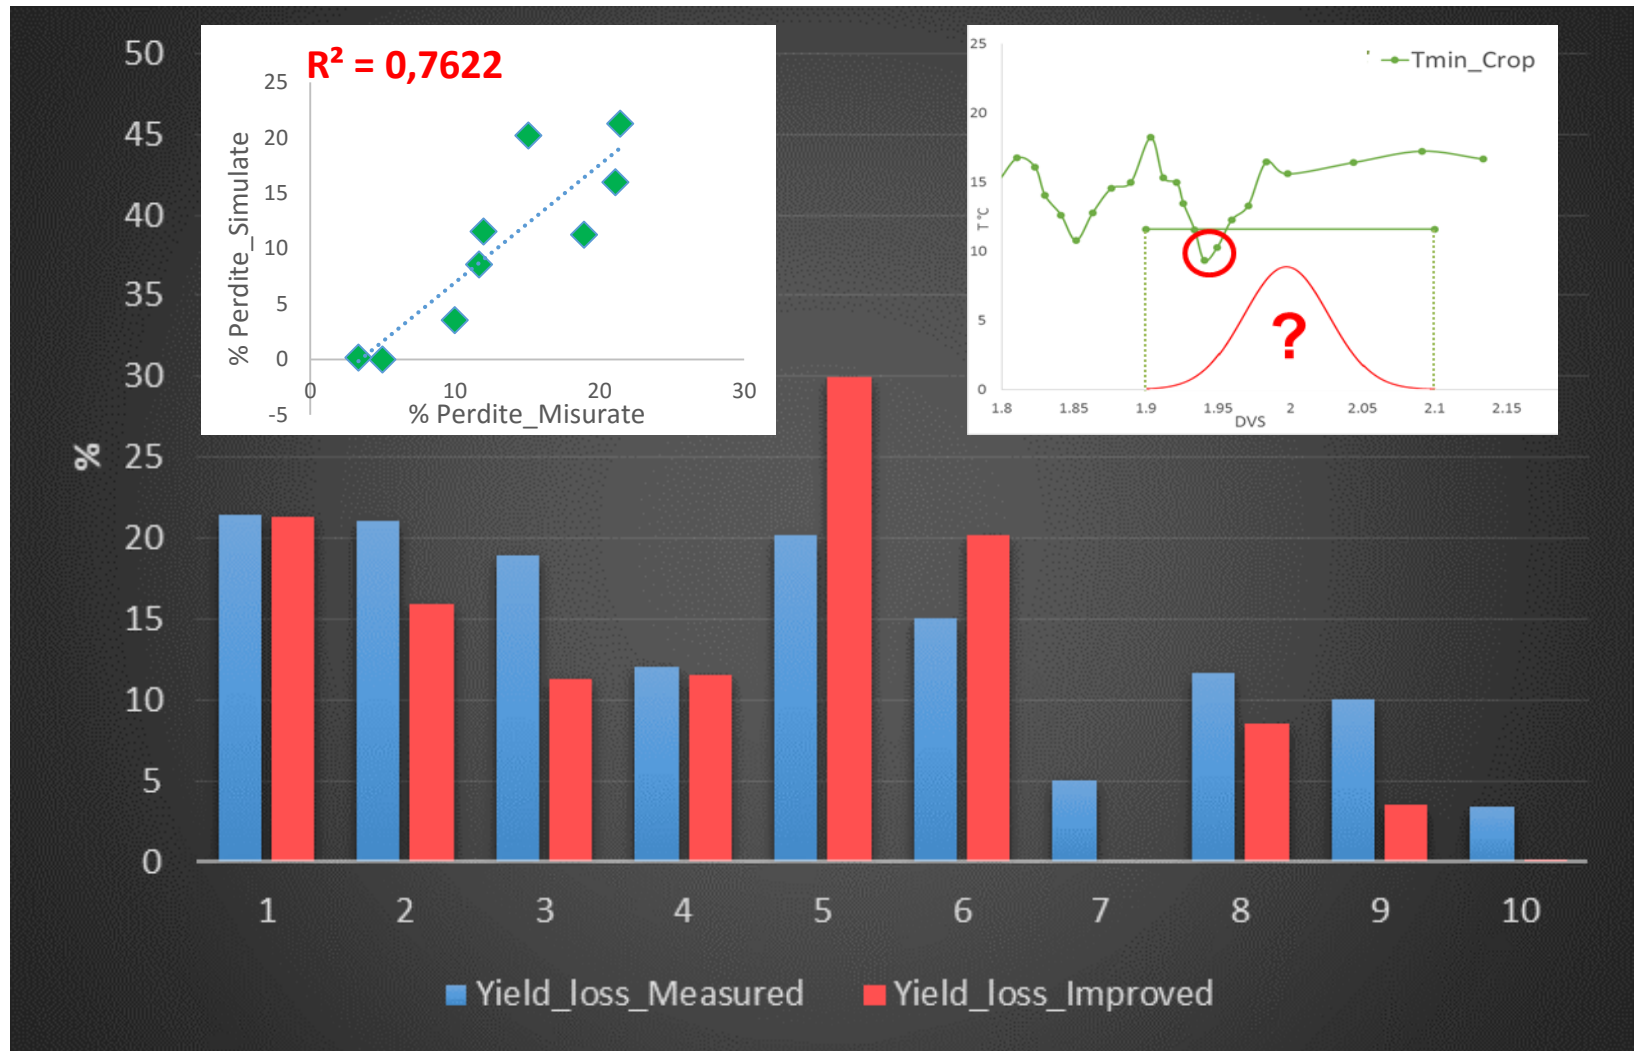 50
45
40
35
30
25
20
15
10
5
0
%
R² = 0,7622
25
20
15
10
5
0
-5
% Perdite_Simulate
0 10 20 30
% Perdite_Misurate
Tmin_Crop
25
20
15
10
5
0
T°C
?
1.8 1.85 1.9 1.95 2 2.05 2.1 2.15
DVS
1 2 3 4 5 6 7 8 9 10
Yield_loss_Measured Yield_loss_Improved